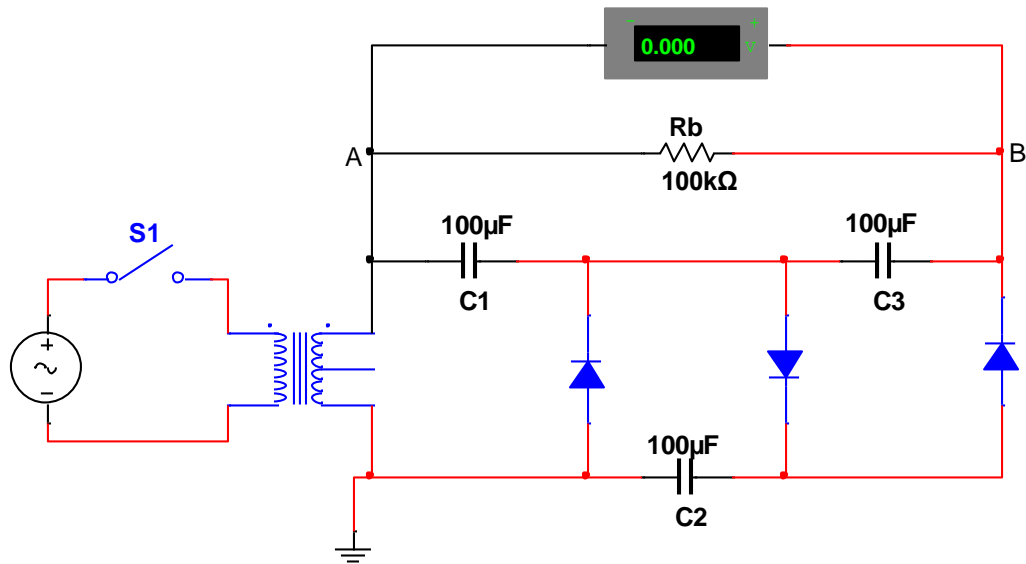 − +
0.000
Rb
A B
100kΩ
100µF 100µF
S1
C1 C3
+
−
100µF
C2